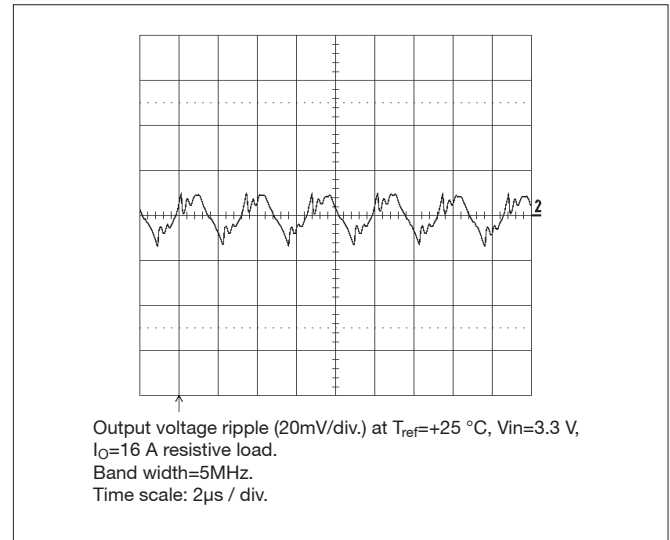 2
Output voltage ripple (20mV/div.) at Tref=+25 °C, Vin=3.3 V,
IO=16 A resistive load.
Band width=5MHz.
Time scale: 2µs / div.